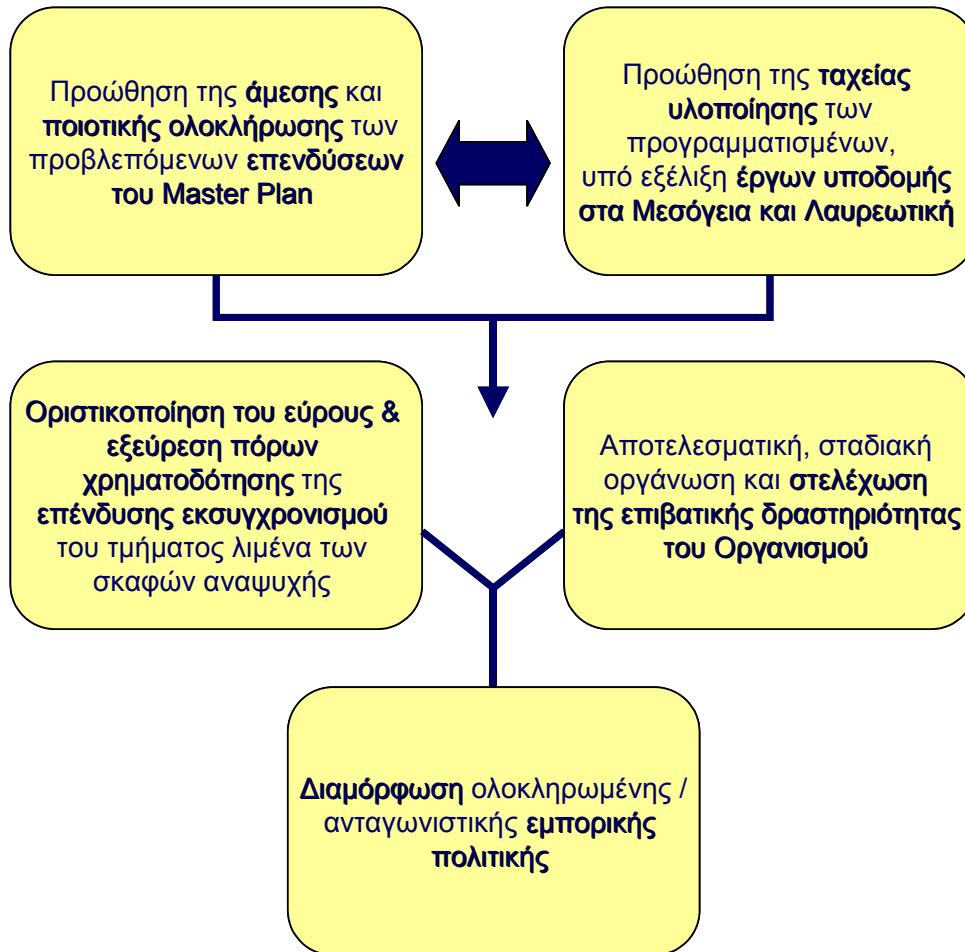 Προώθηση της άμεσης και
ποιοτικής ολοκλήρωσης των
προβλεπόμενων επενδύσεων
του Master Plan
Προώθηση της ταχείας
υλοποίησης των
προγραμματισμένων,
υπό εξέλιξη έργων υποδομής
στα Μεσόγεια και Λαυρεωτική
Οριστικοποίηση του εύρους &
εξεύρεση πόρων
χρηματοδότησης της
επένδυσης εκσυγχρονισμού
του τμήματος λιμένα των
σκαφών αναψυχής
Αποτελεσματική, σταδιακή
οργάνωση και στελέχωση
της επιβατικής δραστηριότητας
του Οργανισμού
Διαμόρφωση ολοκληρωμένης /
ανταγωνιστικής εμπορικής
πολιτικής